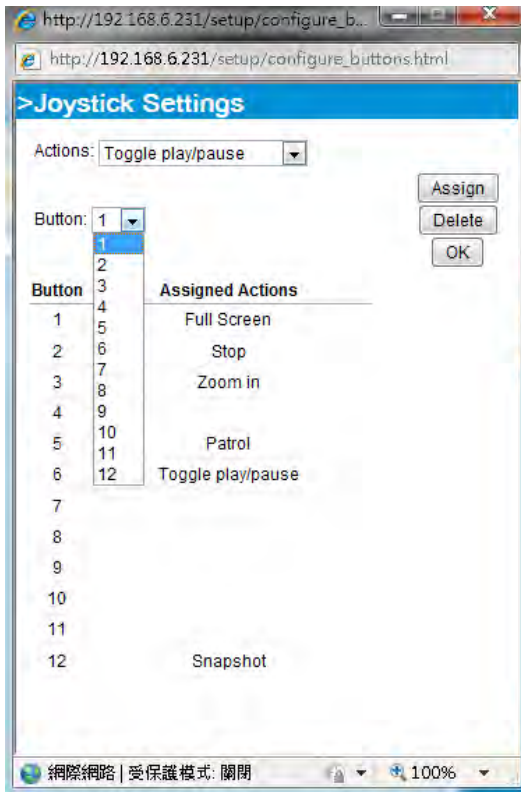 http://192.168.6.231/setup/configure_b...
http://192.168.6.231/setup/configure_buttons.html
>Joystick Settings
Actions: Toggle play/pause
Assign
Button: 1
Delete
OK
1
2
3
4
5
6
7
8
9
10
11
12
Button Assigned Actions
1 Full Screen
2 Stop
3 Zoom in
4
5 Patrol
6 Toggle play/pause
7
8
9
10
11
12 Snapshot
網際網路 | 受保護模式: 關閉 100%